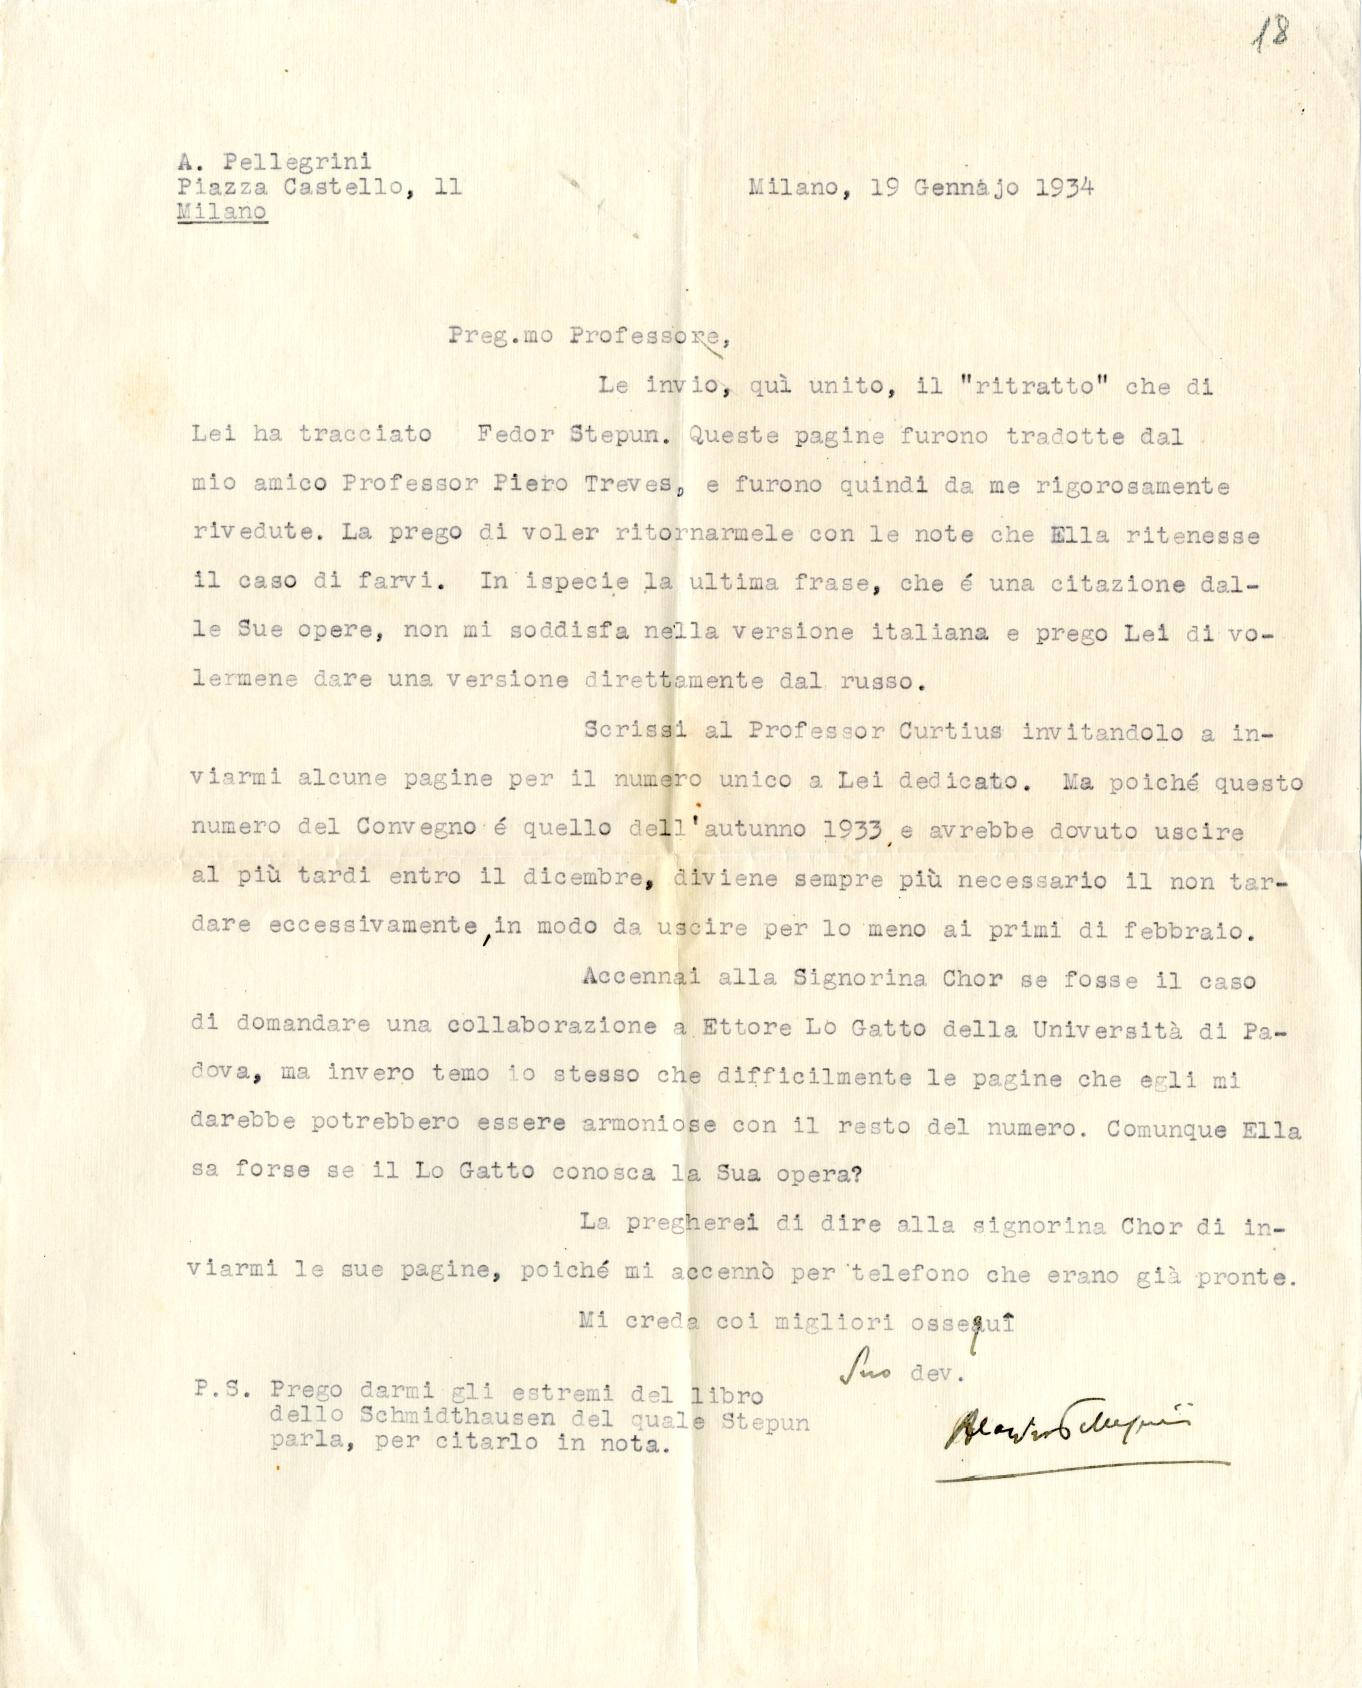 18
A. Pellegrini
Piazza Castello, 11
Milano
Milano, 19 Gennajo 1934
Preg.mo Professore,
Le invio, quì unito, il "ritratto" che di
Lei ha tracciato Fedor Stepun. Queste pagine furono tradotte dal
mio amico Professor Piero Treves, e furono quindi da me rigorosamente
rivedute. La prego di voler ritornarmele con le note che Ella ritenesse
il caso di farvi. In ispecie la ultima frase, che é una citazione dal-
le Sue opere, non mi soddisfa nella versione italiana e prego Lei di vo-
lermene dare una versione direttamente dal russo.
Scrissi al Professor Curtius invitandolo a in-
viarmi alcune pagine per il numero unico a Lei dedicato. Ma poiché questo
numero del Convegno é quello dell'autunno 1933, e avrebbe dovuto uscire
al più tardi entro il dicembre, diviene sempre più necessario il non tar-
dare eccessivamente, in modo da uscire per lo meno ai primi di febbraio.
Accennai alla Signorina Chor se fosse il caso
di domandare una collaborazione a Ettore Lo Gatto della Università di Pa-
dova, ma invero temo io stesso che difficilmente le pagine che egli mi
darebbe potrebbero essere armoniose con il resto del numero. Comunque Ella
sa forse se il Lo Gatto conosca la Sua opera?
La pregherei di dire alla signorina Chor di in-
viarmi le sue pagine, poiché mi accennò per telefono che erano già pronte.
Mi creda coi migliori ossequî
Suo dev.
P.S. Prego darmi gli estremi del libro
dello Schmidthausen del quale Stepun
parla, per citarlo in nota.
Alessandro Pellegrini